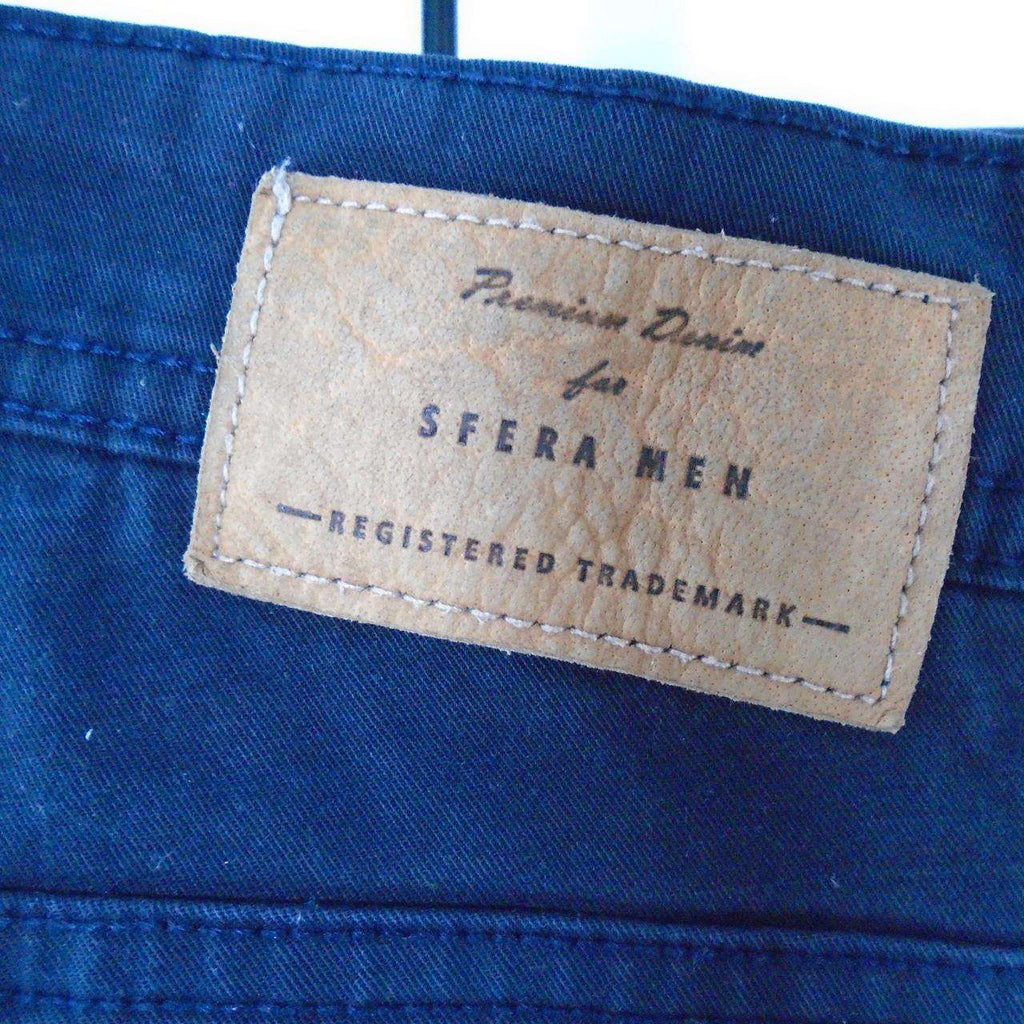 Premium Denim
for
SFERA MEN
—REGISTERED TRADEMARK—